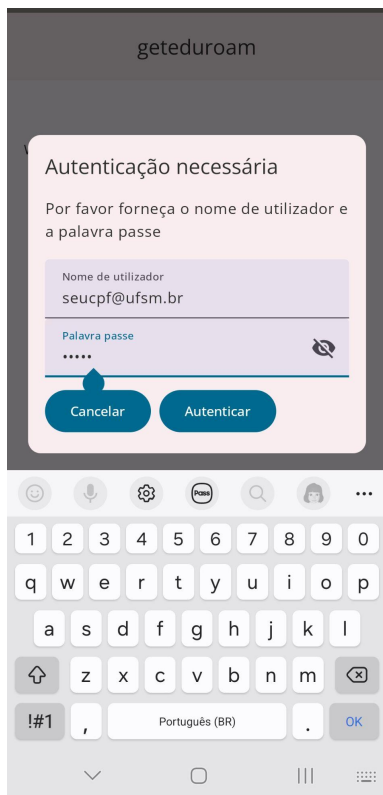 geteduroam
Autenticação necessária
Por favor forneça o nome de utilizador e
a palavra passe
Nome de utilizador
seucpf@ufsm.br
Palavra passe
•••••
Cancelar Autenticar
Pass
1 2 3 4 5 6 7 8 9 0
q w e r t y u i o p
a s d f g h j k l
z x c v b n m
!#1 , Português (BR) . OK